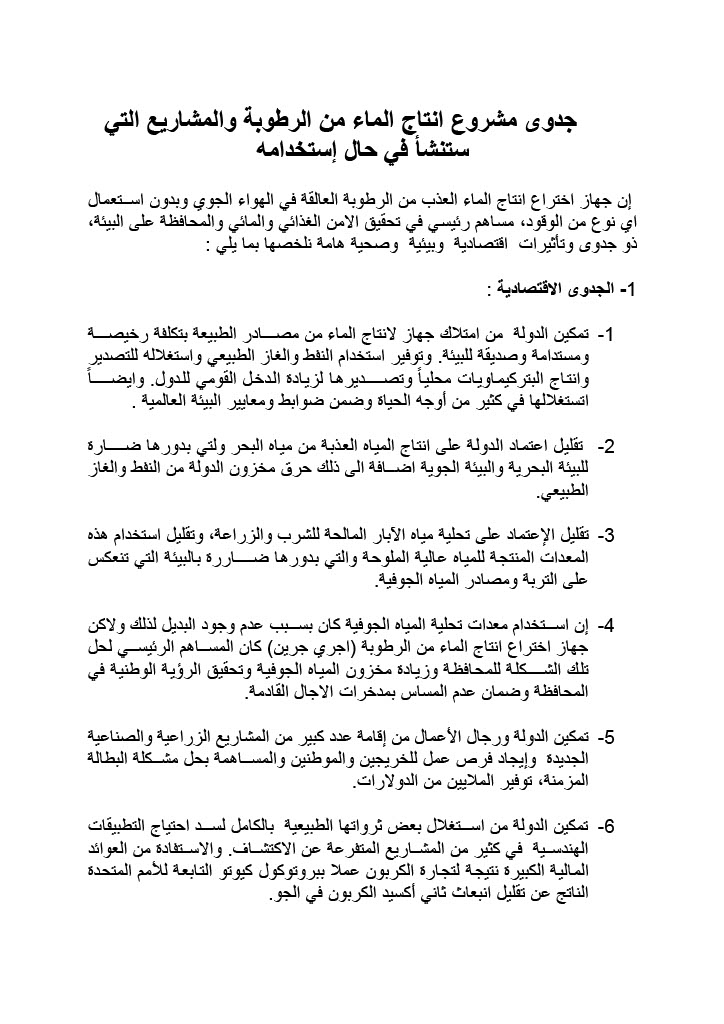 جدوى مشروع انتاج الماء من الرطوبة والمشاريع التي
ستنشأ في حال إستخدامه
إن جهاز اختراع انتاج الماء العذب من الرطوبة العالقة في الهواء الجوي وبدون استعمال
اي نوع من الوقود، مساهم رئيسي في تحقيق الامن الغذائي والمائي والمحافظة على البيئة،
ذو جدوى وتأثيرات اقتصادية وبيئية وصحية هامة نلخصها بما يلي :
1- الجدوى الاقتصادية :
1- تمكين الدولة من امتلاك جهاز لانتاج الماء من مصادر الطبيعة بتكلفة رخيصة
ومستدامة وصديقة للبيئة. وتوفير استخدام النفط والغاز الطبيعي واستغلاله للتصدير
وانتاج البتركيماويات محلياً وتصديرها لزيادة الدخل القومي للدول. وايضاً
اتستغلالها في كثير من أوجه الحياة وضمن ضوابط ومعايير البيئة العالمية .
2- تقليل اعتماد الدولة على انتاج المياه العذبة من مياه البحر ولتي بدورها ضارة
للبيئة البحرية والبيئة الجوية اضافة الى ذلك حرق مخزون الدولة من النفط والغاز
الطبيعي.
3- تقليل الإعتماد على تحلية مياه الآبار المالحة للشرب والزراعة، وتقليل استخدام هذه
المعدات المنتجة للمياه عالية الملوحة والتي بدورها ضاررة بالبيئة التي تنعكس
على التربة ومصادر المياه الجوفية.
4- إن استخدام معدات تحلية المياه الجوفية كان بسبب عدم وجود البديل لذلك ولاكن
جهاز اختراع انتاج الماء من الرطوبة (اجري جرين) كان المساهم الرئيسي لحل
تلك الشكلة للمحافظة وزيادة مخزون المياه الجوفية وتحقيق الرؤية الوطنية في
المحافظة وضمان عدم المساس بمدخرات الاجال القادمة.
5- تمكين الدولة ورجال الأعمال من إقامة عدد كبير من المشاريع الزراعية والصناعية
الجديدة وإيجاد فرص عمل للخريجين والموطنين والمساهمة بحل مشكلة البطالة
المزمنة، توفير الملايين من الدولارات.
6- تمكين الدولة من استغلال بعض ثرواتها الطبيعية بالكامل لسد احتياج التطبيقات
الهندسية في كثير من المشاريع المتفرعة عن الاكتشاف. والاستفادة من العوائد
المالية الكبيرة نتيجة لتجارة الكربون عملا ببروتوكول كيوتو التابعة للأمم المتحدة
الناتج عن تقليل انبعاث ثاني أكسيد الكربون في الجو.